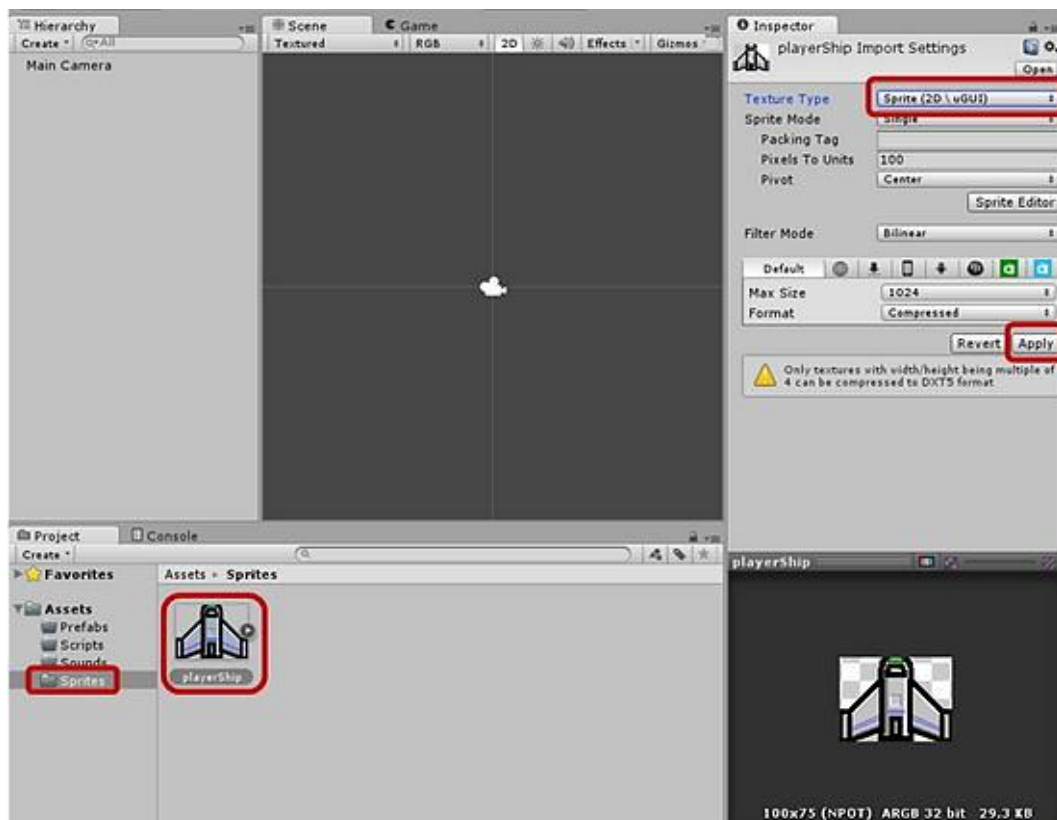 Hierarchy
Create
All
Main Camera
Scene
Game
Textured
RGB
2D
Effects
Gizmos
Inspector
playerShip Import Settings
Open
Texture Type
Sprite (2D \ uGUI)
Sprite Mode
Single
Packing Tag
Pixels To Units
100
Pivot
Center
Sprite Editor
Filter Mode
Bilinear
Default
Max Size
1024
Format
Compressed
Revert
Apply
Only textures with width/height being multiple of
4 can be compressed to DXT5 format
Project
Console
Create
Favorites
Assets
Prefabs
Scripts
Sounds
Sprites
Assets ▸ Sprites
playerShip
playerShip
100x75 (NPOT) ARGB 32 bit 29.3 KB